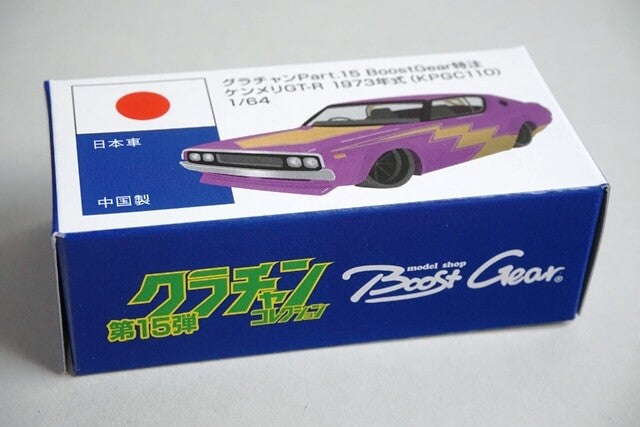 グラチャンPart.15 BoostGear特注
ケンメリGT-R 1973年式 (KPGC110)
1/64
日本車
中国製
グラチャン
コレクション
第15弾
model shop
Boost Gear®